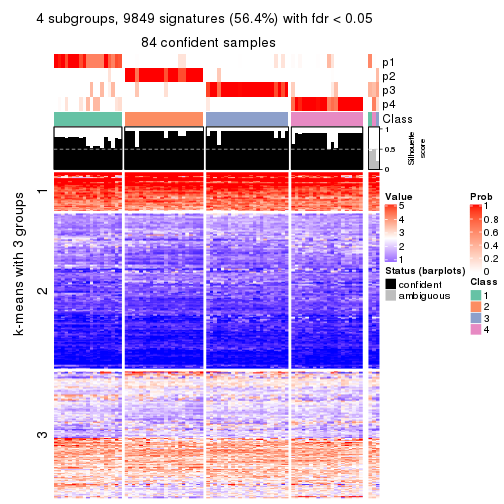 4 subgroups, 9849 signatures (56.4%) with fdr < 0.05
84 confident samples
p1
p2
p3
p4
Class
1
0.5
0
Silhouette
score
k-means with 3 groups
1
2
3
Value
5
4
3
2
1
Status (barplots)
confident
ambiguous
Prob
1
0.8
0.6
0.4
0.2
0
Class
1
2
3
4